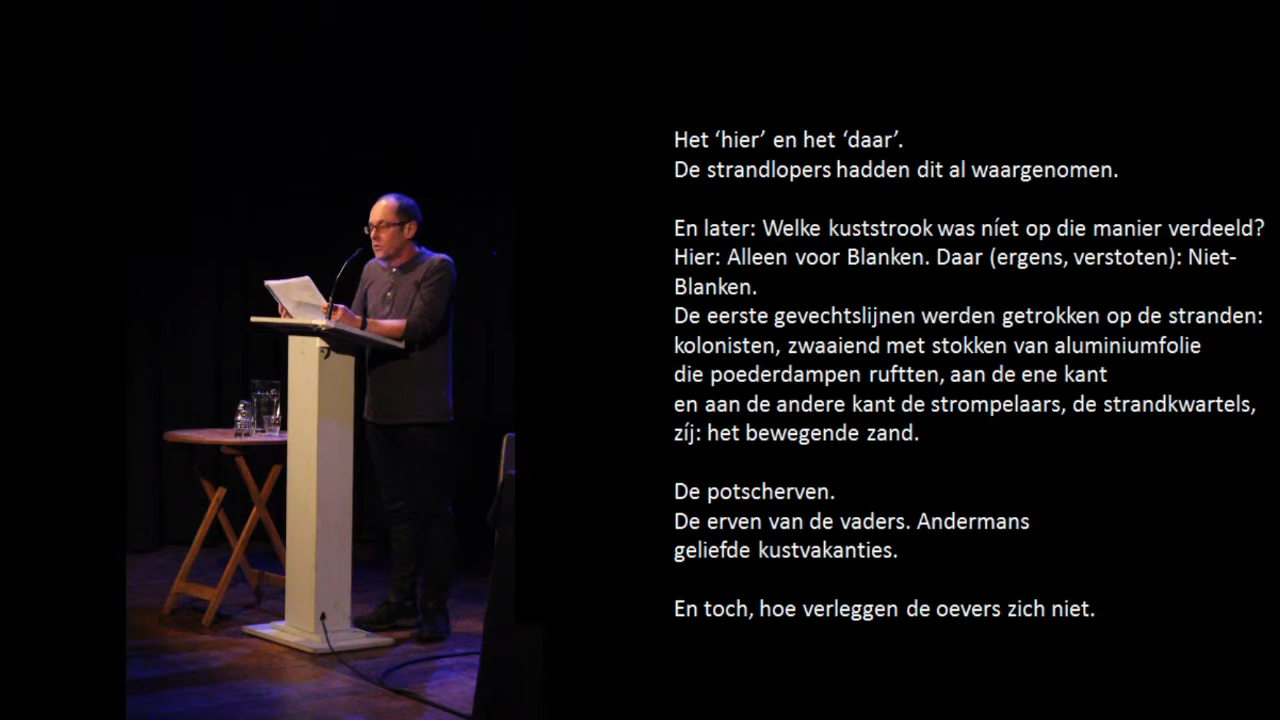 Het ‘hier’ en het ‘daar’.
De strandlopers hadden dit al waargenomen.
En later: Welke kuststrook was níet op die manier verdeeld?
Hier: Alleen voor Blanken. Daar (ergens, verstoten): Niet-
Blanken.
De eerste gevechtslijnen werden getrokken op de stranden:
kolonisten, zwaaiend met stokken van aluminiumfolie
die poederdampen ruftten, aan de ene kant
en aan de andere kant de strompelaars, de strandkwartels,
zíj: het bewegende zand.
De potscherven.
De erven van de vaders. Andermans
geliefde kustvakanties.
En toch, hoe verleggen de oevers zich niet.